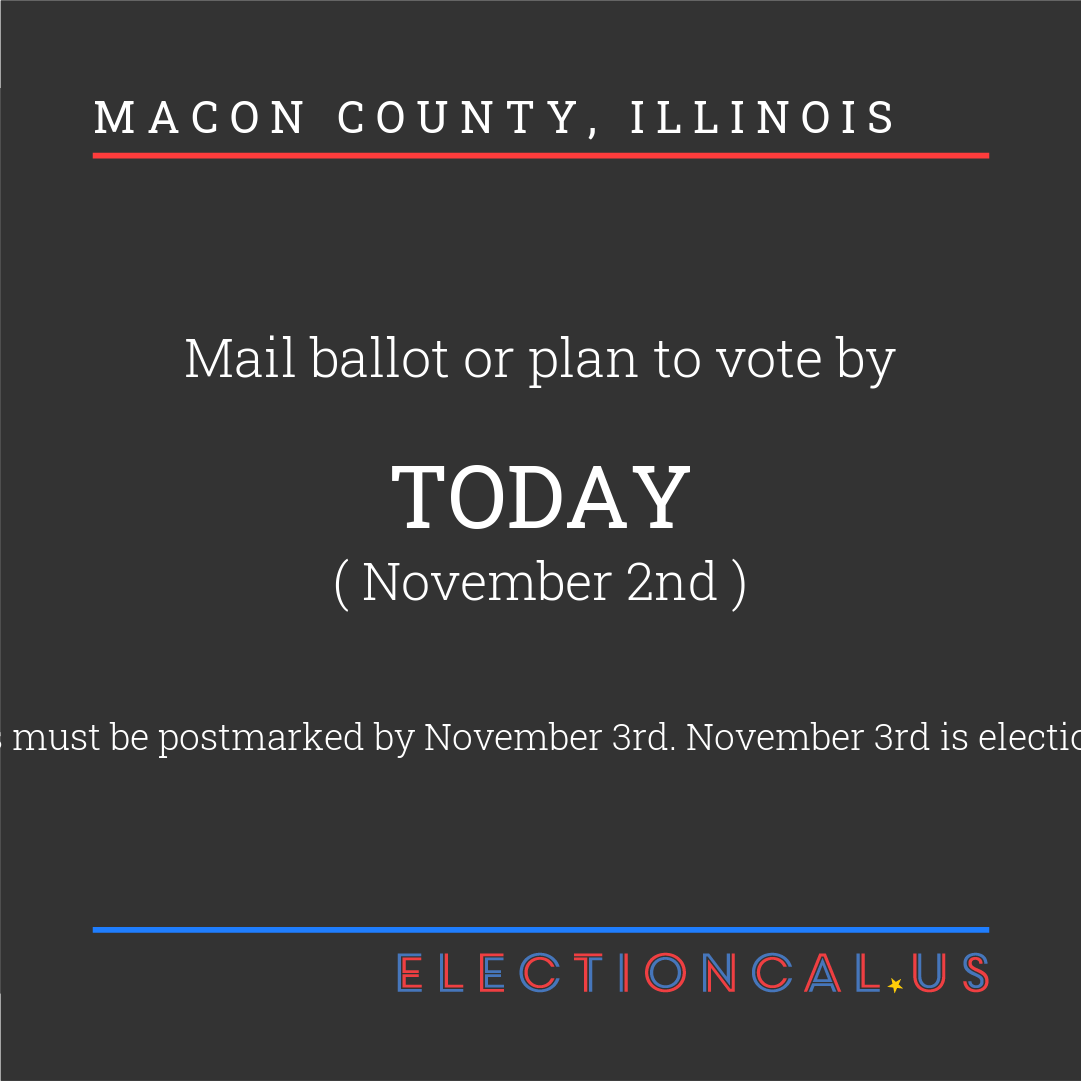 MACON COUNTY, ILLINOIS
Mail ballot or plan to vote by
TODAY
( November 2nd )
must be postmarked by November 3rd. November 3rd is
ELECTIONCAL.US